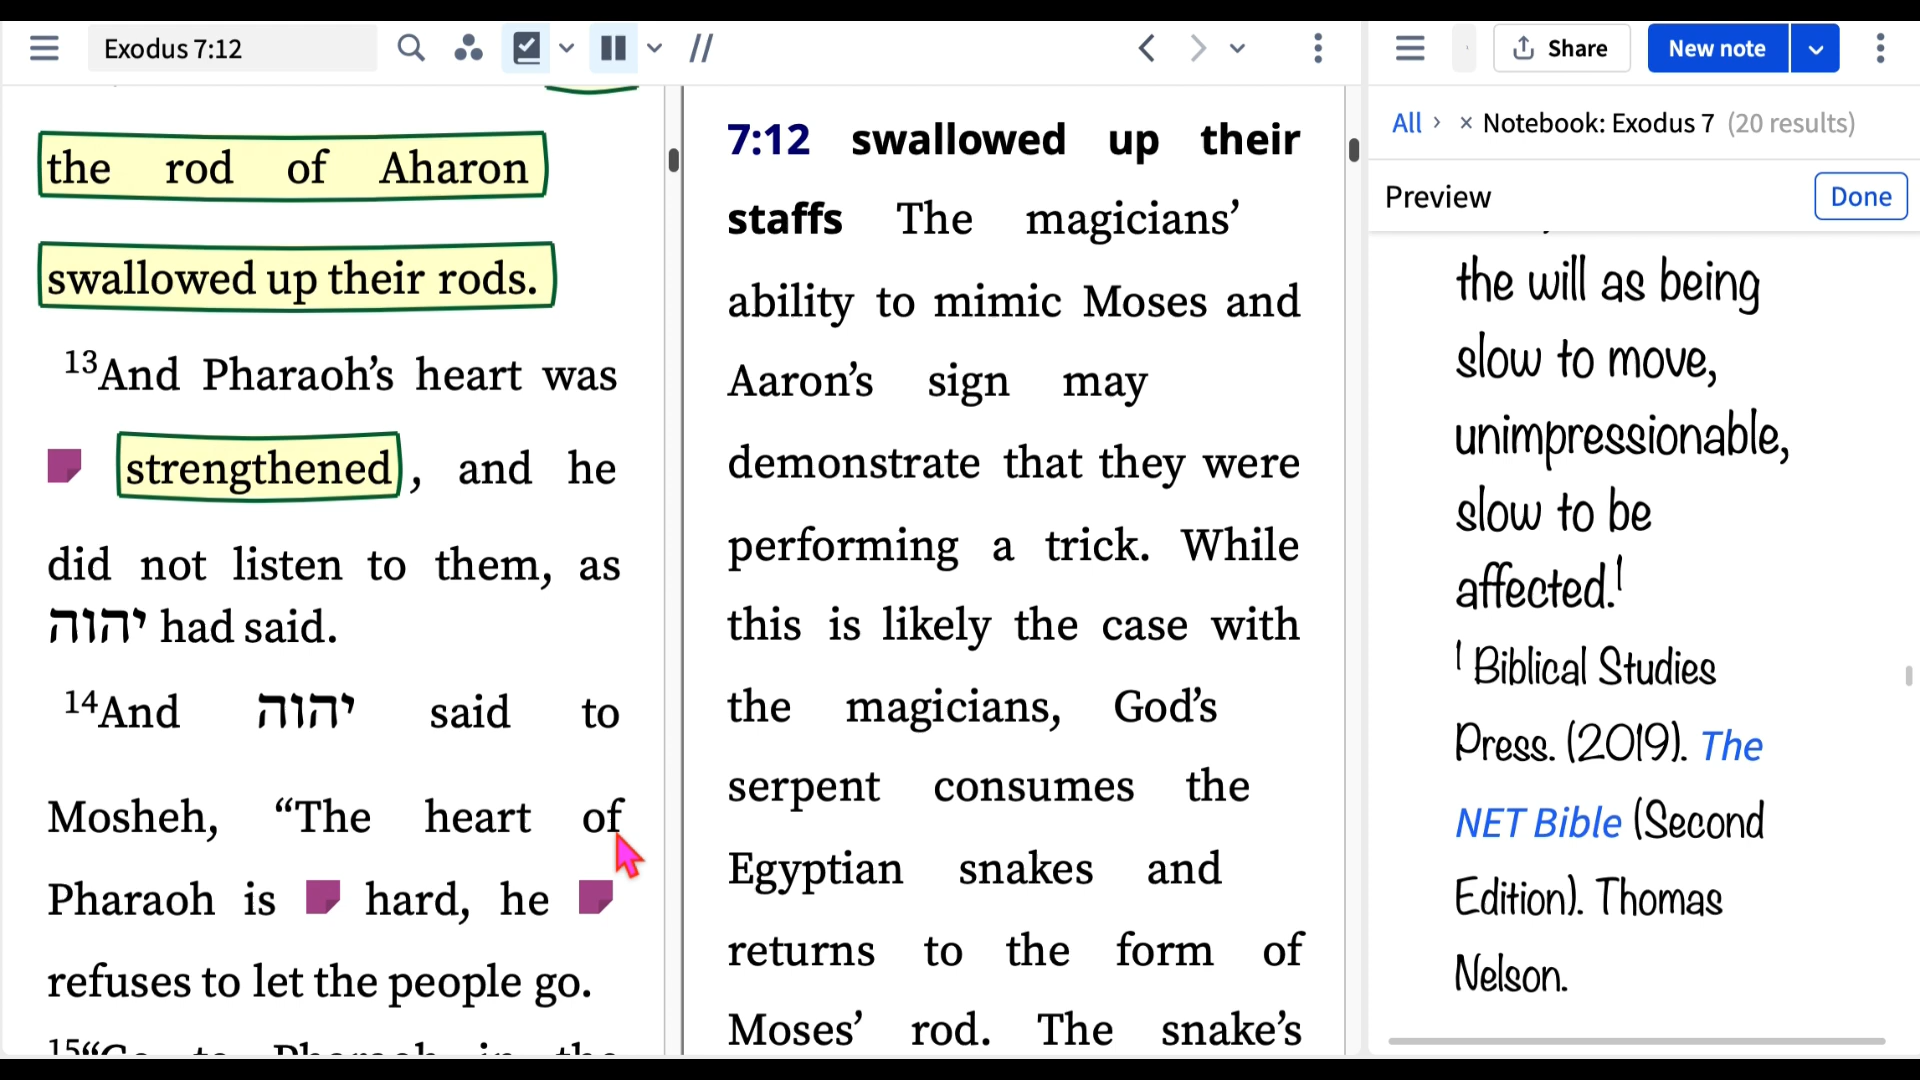 Exodus 7:12
the rod of Aharon
swallowed up their rods.
13And Pharaoh’s heart was
strengthened, and he
did not listen to them, as
יהוה had said.
14And יהוה said to
Mosheh, “The heart of
Pharaoh is hard, he
refuses to let the people go.
7:12 swallowed up their
staffs The magicians’
ability to mimic Moses and
Aaron’s sign may
demonstrate that they were
performing a trick. While
this is likely the case with
the magicians, God’s
serpent consumes the
Egyptian snakes and
returns to the form of
Moses’ rod. The snake’s
Share
New note
All › × Notebook: Exodus 7 (20 results)
Preview
Done
the will as being
slow to move,
unimpressionable,
slow to be
affected.1
1 Biblical Studies
Press. (2019). The
NET Bible (Second
Edition). Thomas
Nelson.